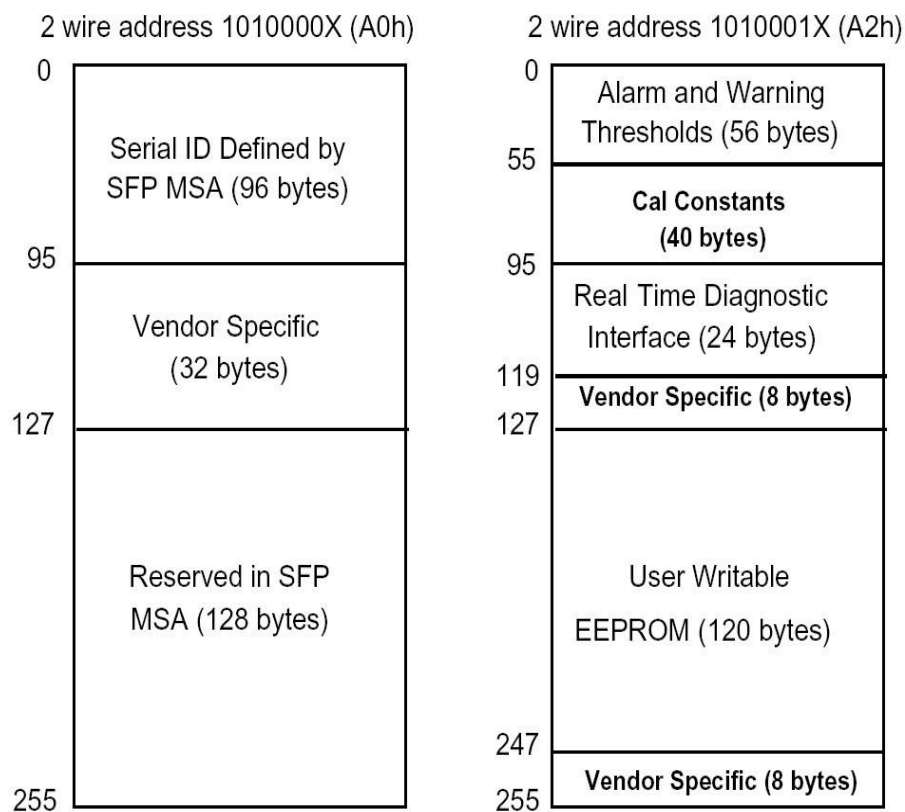 2 wire address 1010000X (A0h)
0
Serial ID Defined by
SFP MSA (96 bytes)
95
Vendor Specific
(32 bytes)
127
Reserved in SFP
MSA (128 bytes)
255
2 wire address 1010001X (A2h)
0
Alarm and Warning
Thresholds (56 bytes)
55
Cal Constants
(40 bytes)
95
Real Time Diagnostic
Interface (24 bytes)
119
Vendor Specific (8 bytes)
127
User Writable
EEPROM (120 bytes)
247
Vendor Specific (8 bytes)
255